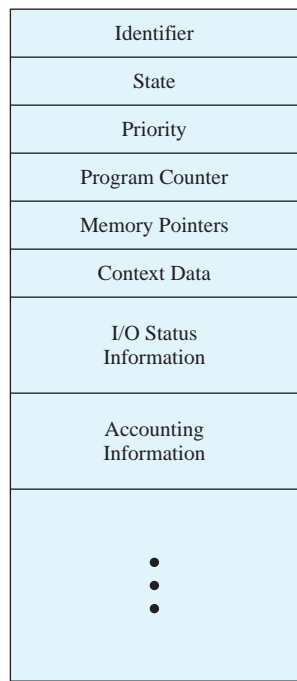 Identifier
State
Priority
Program Counter
Memory Pointers
Context Data
I/O Status
Information
Accounting
Information